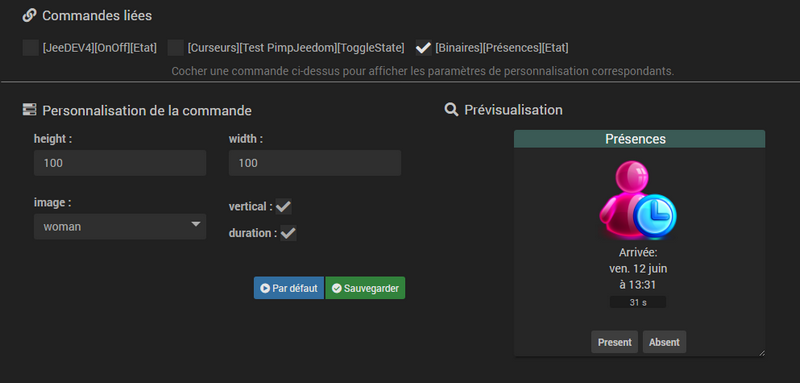 Commandes liées
[JeeDEV4][OnOff][Etat] [Curseurs][Test PimpJeedom][ToggleState] [Binaires][Présences][Etat]
Cocher une commande ci-dessus pour afficher les paramètres de personnalisation correspondants.
Personnalisation de la commande
height :
width :
100
100
image :
woman
vertical :
duration :
Par défaut
Sauvegarder
Prévisualisation
Présences
Arrivée:
ven. 12 juin
à 13:31
31 s
Present
Absent